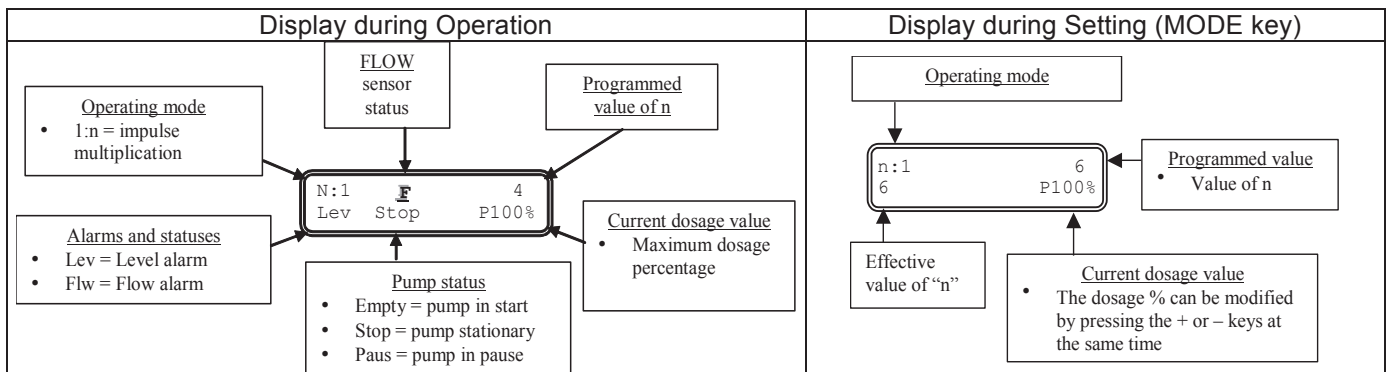 Display during Operation
FLOW
sensor
status
Operating mode
• 1:n = impulse
multiplication
Programmed
value of n
N:1 F 4
Lev Stop P100%
Alarms and statuses
• Lev = Level alarm
• Flw = Flow alarm
Pump status
• Empty = pump in start
• Stop = pump stationary
• Paus = pump in pause
Current dosage value
• Maximum dosage
percentage
Display during Setting (MODE key)
Operating mode
n:1 6
6 P100%
Programmed value
• Value of n
Effective
value of “n”
Current dosage value
• The dosage % can be modified
by pressing the + or – keys at
the same time